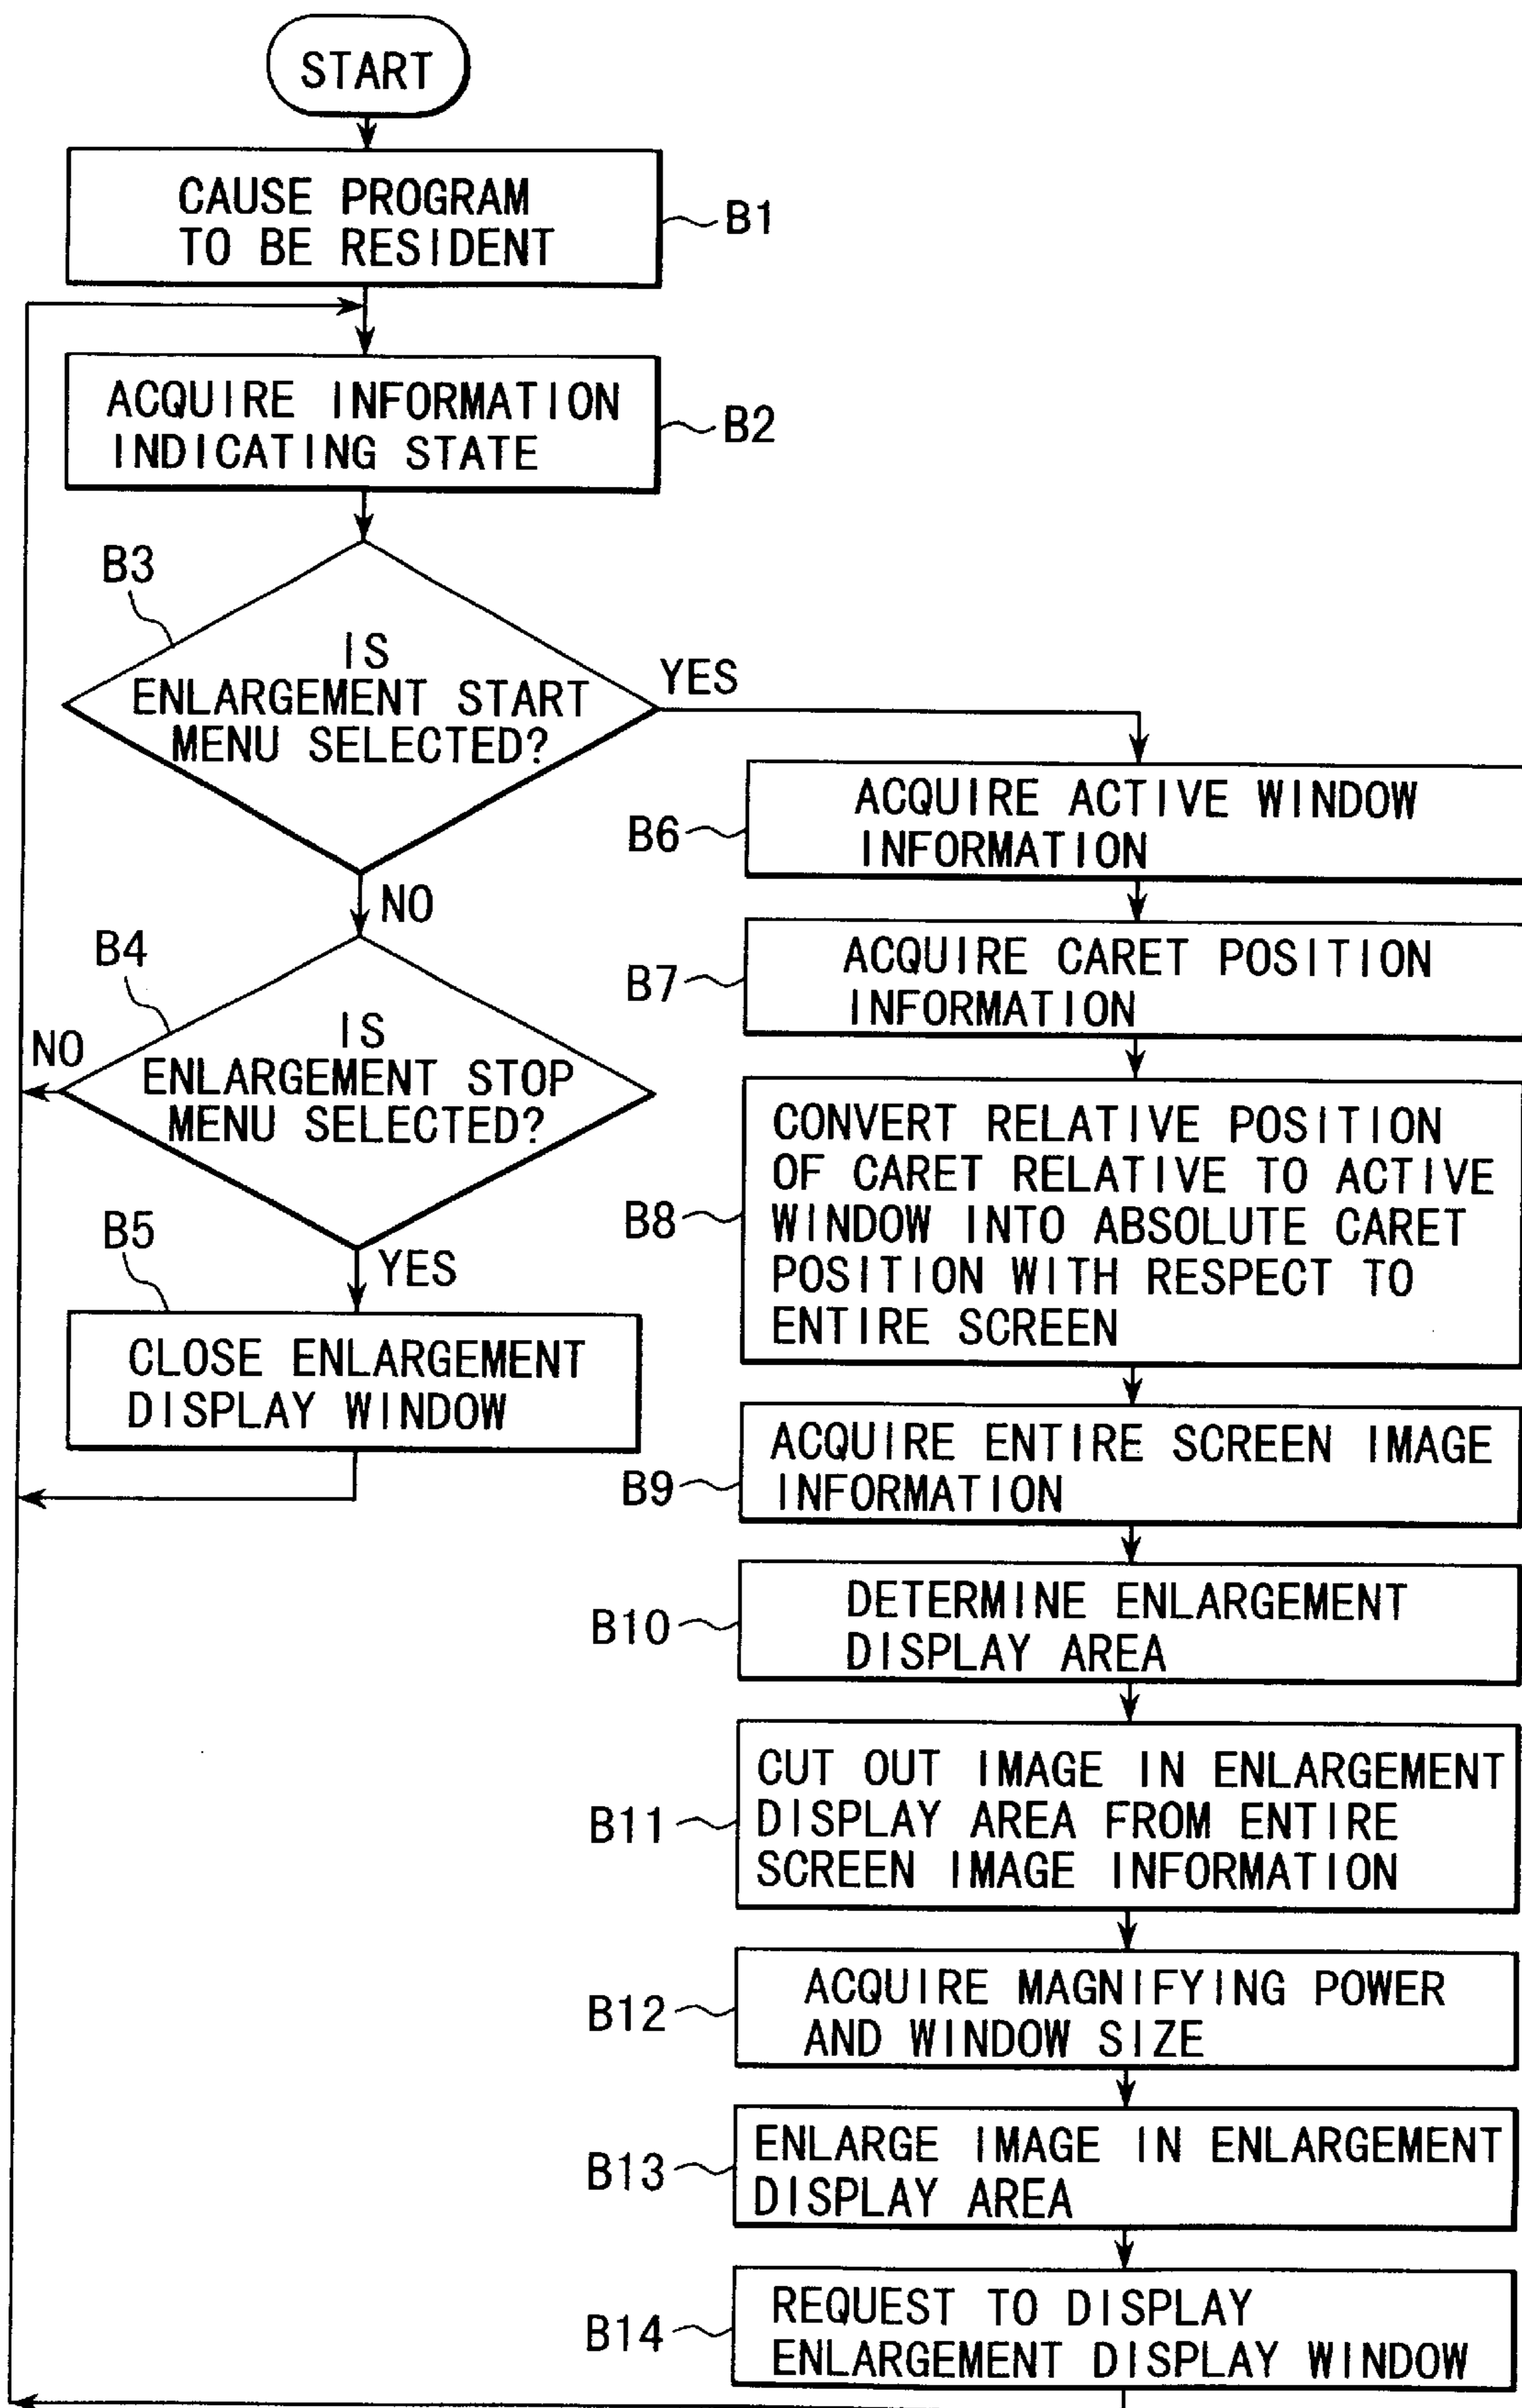 START
CAUSE PROGRAM
TO BE RESIDENT
B1
ACQUIRE INFORMATION
INDICATING STATE
B2
B3
IS
ENLARGEMENT START
MENU SELECTED?
YES
NO
B4
IS
ENLARGEMENT STOP
MENU SELECTED?
NO
YES
B5
CLOSE ENLARGEMENT
DISPLAY WINDOW
B6
ACQUIRE ACTIVE WINDOW
INFORMATION
B7
ACQUIRE CARET POSITION
INFORMATION
B8
CONVERT RELATIVE POSITION
OF CARET RELATIVE TO ACTIVE
WINDOW INTO ABSOLUTE CARET
POSITION WITH RESPECT TO
ENTIRE SCREEN
B9
ACQUIRE ENTIRE SCREEN IMAGE
INFORMATION
B10
DETERMINE ENLARGEMENT
DISPLAY AREA
B11
CUT OUT IMAGE IN ENLARGEMENT
DISPLAY AREA FROM ENTIRE
SCREEN IMAGE INFORMATION
B12
ACQUIRE MAGNIFYING POWER
AND WINDOW SIZE
B13
ENLARGE IMAGE IN ENLARGEMENT
DISPLAY AREA
B14
REQUEST TO DISPLAY
ENLARGEMENT DISPLAY WINDOW